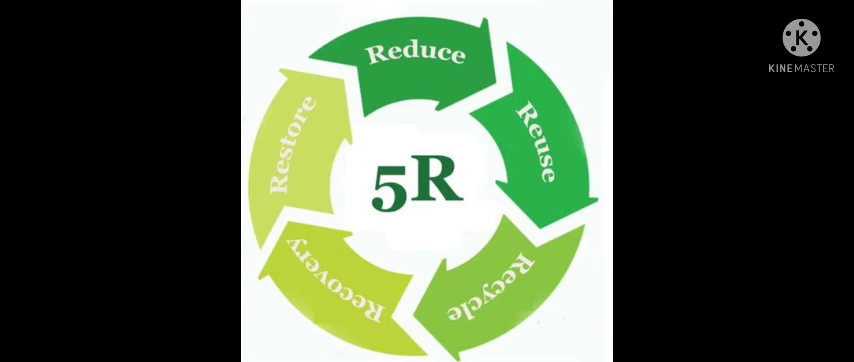 Reduce
Reuse
Recycle
Recovery
Restore
5R
K
KINEMASTER